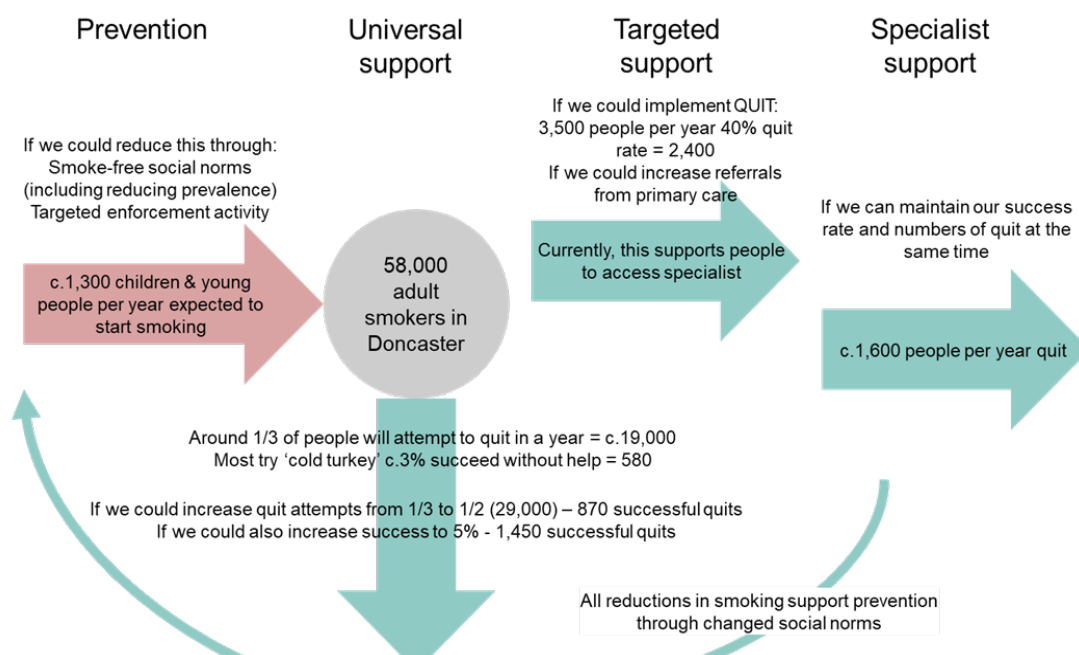 Prevention
Universal
support
Targeted
support
Specialist
support
If we could reduce this through:
Smoke-free social norms
(including reducing prevalence)
Targeted enforcement activity
c.1,300 children & young
people per year expected to
start smoking
58,000
adult
smokers in
Doncaster
If we could implement QUIT:
3,500 people per year 40% quit
rate = 2,400
If we could increase referrals
from primary care
Currently, this supports people
to access specialist
If we can maintain our success
rate and numbers of quit at the
same time
c.1,600 people per year quit
Around 1/3 of people will attempt to quit in a year = c.19,000
Most try ‘cold turkey’ c.3% succeed without help = 580
If we could increase quit attempts from 1/3 to 1/2 (29,000) – 870 successful quits
If we could also increase success to 5% - 1,450 successful quits
All reductions in smoking support prevention
through changed social norms